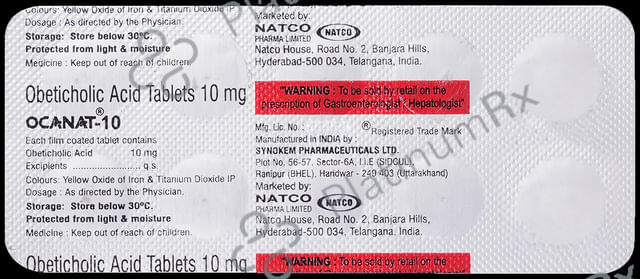 Colours: Yellow Oxide of Iron & Titanium Dioxide IP
Dosage : As directed by the Physician.
Storage: Store below 30°C.
Protected from light & moisture
Medicine : Keep out of reach of children.
Obeticholic Acid Tablets 10 mg
OCANAT-10®
Each film coated tablet contains
Obeticholic Acid 10 mg
Excipients q.s.
Colours: Yellow Oxide of Iron & Titanium Dioxide IP
Dosage : As directed by the Physician.
Storage: Store below 30°C.
Protected from light & moisture
Medicine : Keep out of reach of children.
Obeticholic Acid Tablets 10 mg
Marketed by:
NATCO NATCO
PHARMA LIMITED
Natco House, Road No. 2, Banjara Hills,
Hyderabad-500 034, Telangana, India.
"WARNING : To be sold by retail on the
prescription of Gastroenterologist / Hepatologist"
Mfg. Lic. No. : ®Registered Trade Mark
Manufactured in INDIA by :
SYNOKEM PHARMACEUTICALS LTD.
Plot No. 56-57, Sector-6A, I.I.E (SIDCUL),
Ranipur (BHEL), Haridwar - 249 403 (Uttarakhand)
Marketed by:
NATCO NATCO
PHARMA LIMITED
Natco House, Road No. 2, Banjara Hills,
Hyderabad-500 034, Telangana, India.
"WARNING : To be sold by retail on the
PlatinumRx